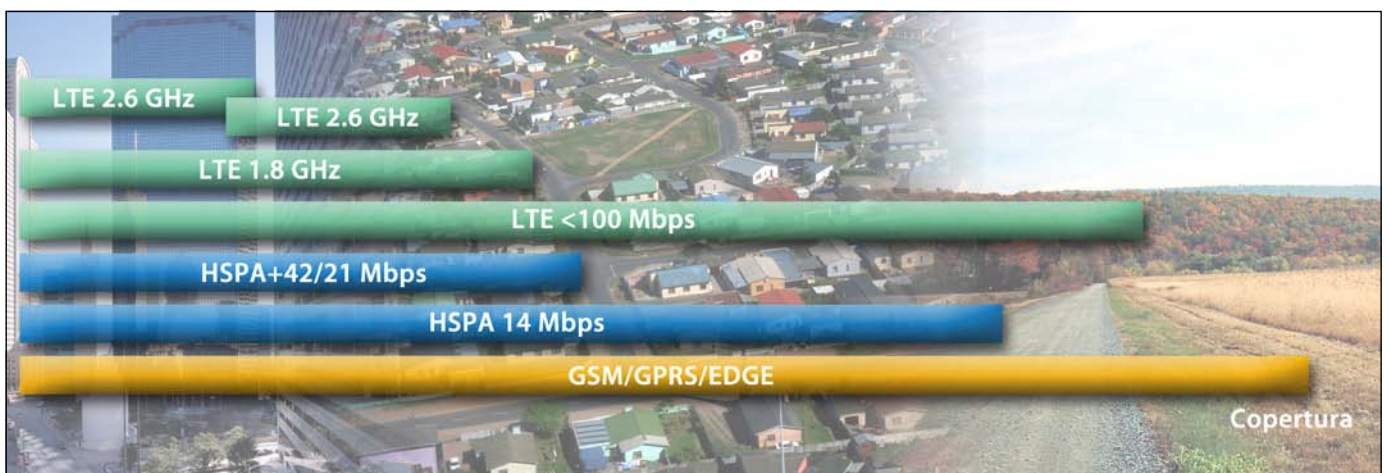 LTE 2.6 GHz
LTE 2.6 GHz
LTE 1.8 GHz
LTE <100 Mbps
HSPA+42/21 Mbps
HSPA 14 Mbps
GSM/GPRS/EDGE
Copertura